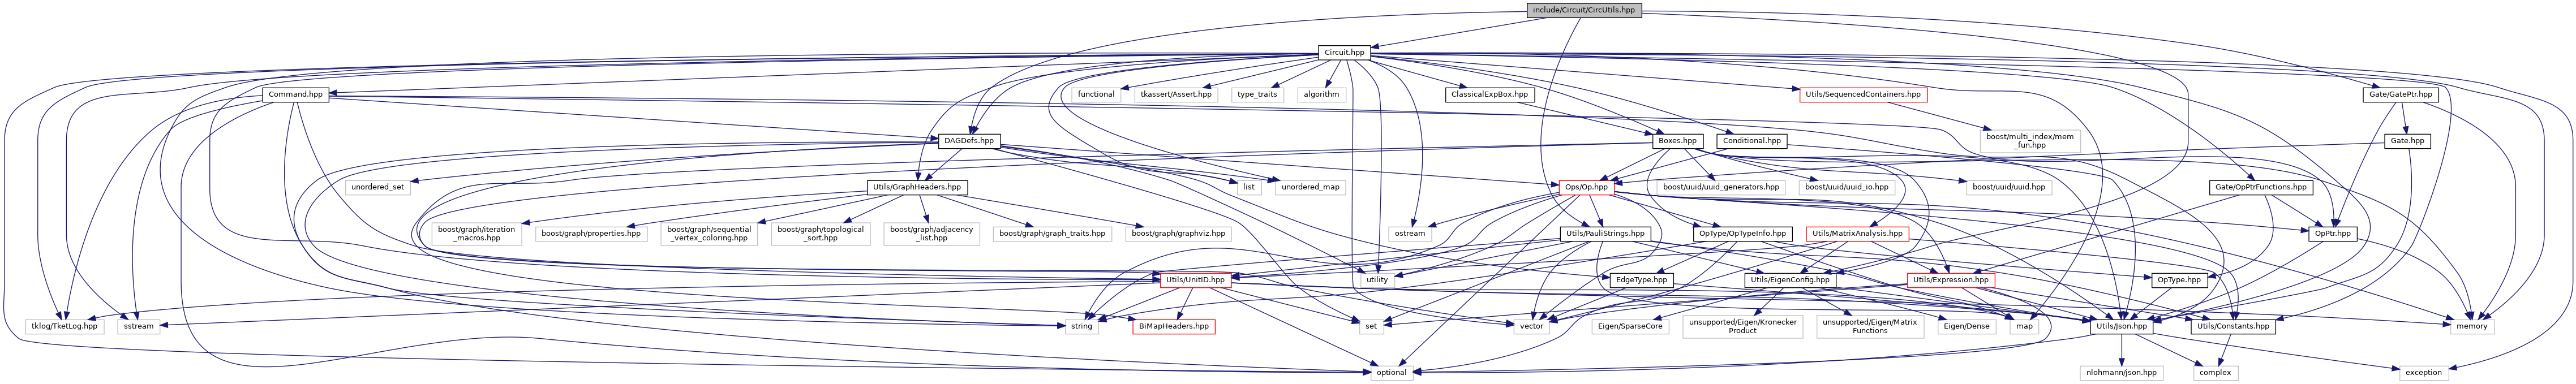 include/Circuit/CircUtils.hpp
Circuit.hpp
Command.hpp
functional
tkassert/Assert.hpp
type_traits
algorithm
ClassicalExpBox.hpp
Utils/SequencedContainers.hpp
Gate/GatePtr.hpp
DAGDefs.hpp
Boxes.hpp
Conditional.hpp
boost/multi_index/mem
_fun.hpp
Gate.hpp
unordered_set
Utils/GraphHeaders.hpp
list
unordered_map
Ops/Op.hpp
boost/uuid/uuid_generators.hpp
boost/uuid/uuid_io.hpp
boost/uuid/uuid.hpp
Gate/OpPtrFunctions.hpp
boost/graph/iteration
_macros.hpp
boost/graph/properties.hpp
boost/graph/sequential
_vertex_coloring.hpp
boost/graph/topological
_sort.hpp
boost/graph/adjacency
_list.hpp
boost/graph/graph_traits.hpp
boost/graph/graphviz.hpp
ostream
Utils/PauliStrings.hpp
OpType/OpTypeInfo.hpp
Utils/MatrixAnalysis.hpp
OpPtr.hpp
Utils/UnitID.hpp
utility
EdgeType.hpp
Utils/EigenConfig.hpp
Utils/Expression.hpp
OpType.hpp
tklog/TketLog.hpp
sstream
string
BiMapHeaders.hpp
set
vector
Eigen/SparseCore
unsupported/Eigen/Kronecker
Product
unsupported/Eigen/Matrix
Functions
Eigen/Dense
map
Utils/Json.hpp
Utils/Constants.hpp
memory
optional
nlohmann/json.hpp
complex
exception